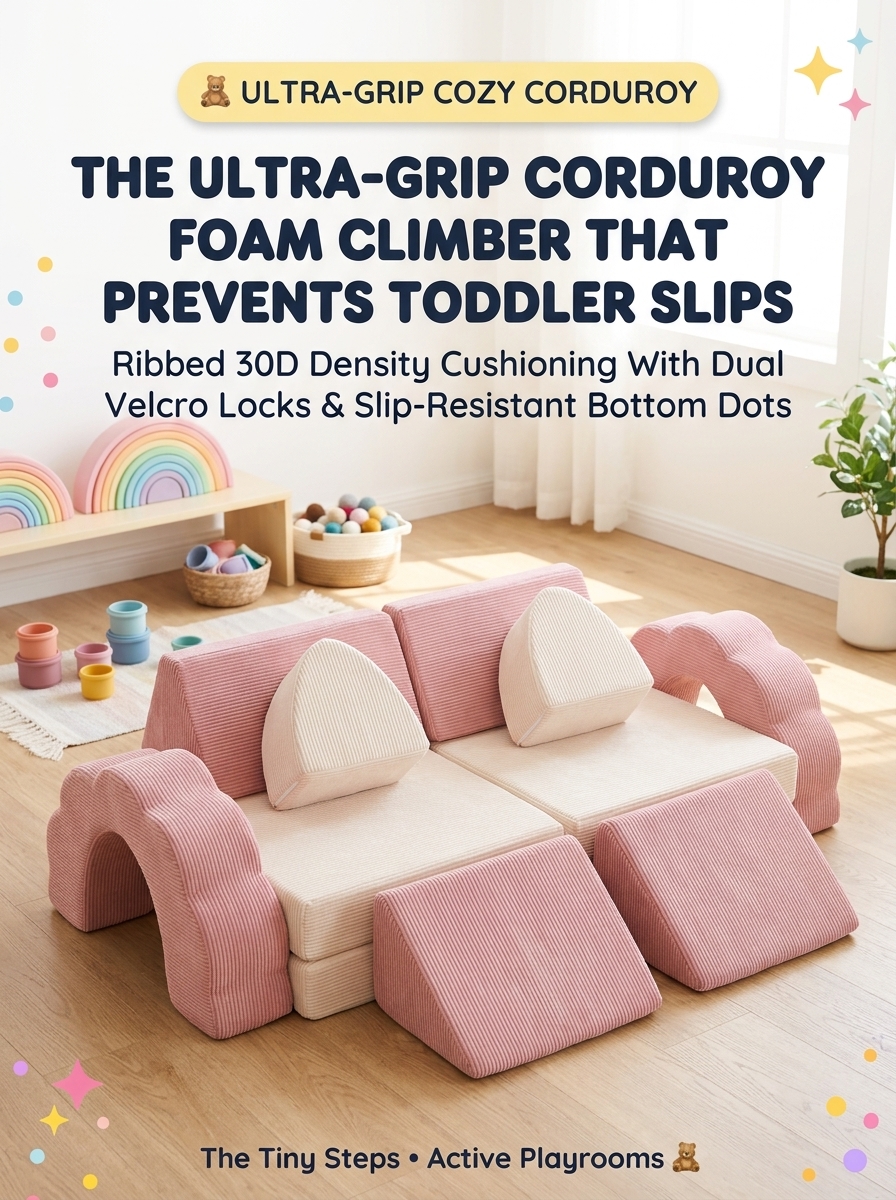 🧸 ULTRA-GRIP COZY CORDUROY
THE ULTRA-GRIP CORDUROY
FOAM CLIMBER THAT
PREVENTS TODDLER SLIPS
Ribbed 30D Density Cushioning With Dual
Velcro Locks & Slip-Resistant Bottom Dots
The Tiny Steps • Active Playrooms 🧸